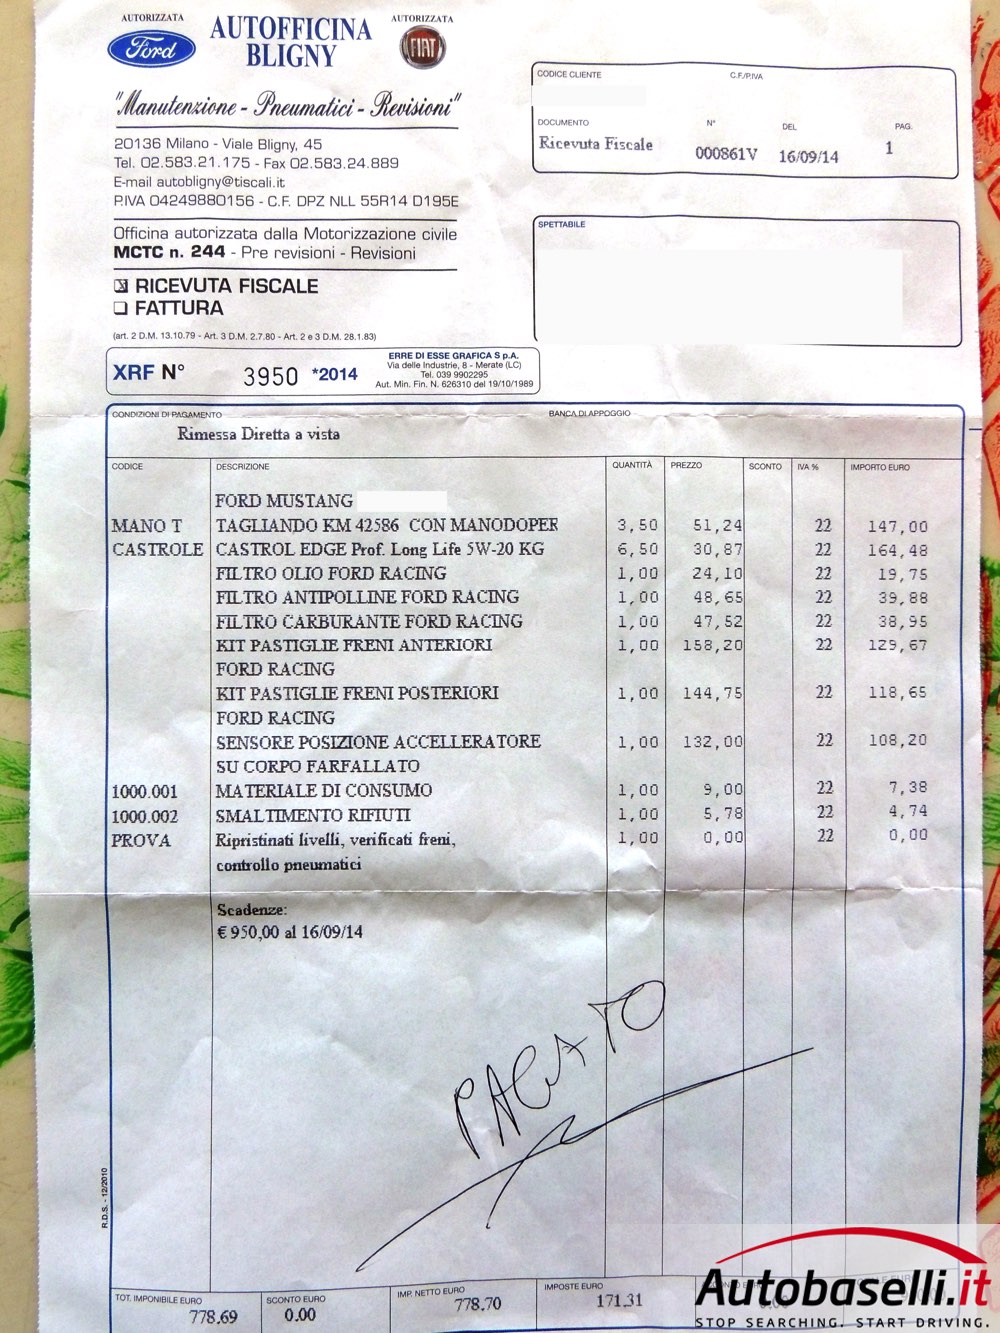 AUTORIZZATA
Ford
AUTOFFICINA
BLIGNY
AUTORIZZATA
FIAT
"Manutenzione - Pneumatici - Revisioni"
20136 Milano - Viale Bligny, 45
Tel. 02.583.21.175 - Fax 02.583.24.889
E-mail autobligny@tiscali.it
P.IVA 04249880156 - C.F. DPZ NLL 55R14 D195E
Officina autorizzata dalla Motorizzazione civile
MCTC n. 244 - Pre revisioni - Revisioni
☒ RICEVUTA FISCALE
☐ FATTURA
(art. 2 D.M. 13.10.79 - Art. 3 D.M. 2.7.80 - Art. 2 e 3 D.M. 28.1.83)
CODICE CLIENTE C.F./P.IVA
DOCUMENTO N° DEL PAG.
Ricevuta Fiscale 000861V 16/09/14 1
SPETTABILE
XRF N° 3950 *2014
ERRE DI ESSE GRAFICA S p.A.
Via delle Industrie, 8 - Merate (LC)
Tel. 039 9902295
Aut. Min. Fin. N. 626310 del 19/10/1989
CONDIZIONI DI PAGAMENTO BANCA DI APPOGGIO
Rimessa Diretta a vista
CODICE DESCRIZIONE QUANTITÀ PREZZO SCONTO IVA % IMPORTO EURO
FORD MUSTANG
MANO T TAGLIANDO KM 42586 CON MANODOPER 3,50 51,24 22 147,00
CASTROLE CASTROL EDGE Prof. Long Life 5W-20 KG 6,50 30,87 22 164,48
FILTRO OLIO FORD RACING 1,00 24,10 22 19,75
FILTRO ANTIPOLLINE FORD RACING 1,00 48,65 22 39,88
FILTRO CARBURANTE FORD RACING 1,00 47,52 22 38,95
KIT PASTIGLIE FRENI ANTERIORI 1,00 158,20 22 129,67
FORD RACING
KIT PASTIGLIE FRENI POSTERIORI 1,00 144,75 22 118,65
FORD RACING
SENSORE POSIZIONE ACCELLERATORE 1,00 132,00 22 108,20
SU CORPO FARFALLATO
1000.001 MATERIALE DI CONSUMO 1,00 9,00 22 7,38
1000.002 SMALTIMENTO RIFIUTI 1,00 5,78 22 4,74
PROVA Ripristinati livelli, verificati freni, 1,00 0,00 22 0,00
controllo pneumatici
Scadenze:
€ 950,00 al 16/09/14
PAGATO
R.D.S. - 12/2010
TOT. IMPONIBILE EURO SCONTO EURO IMP. NETTO EURO IMPOSTE EURO
778.69 0.00 778.70 171.31
Autobaselli.it
STOP SEARCHING. START DRIVING.